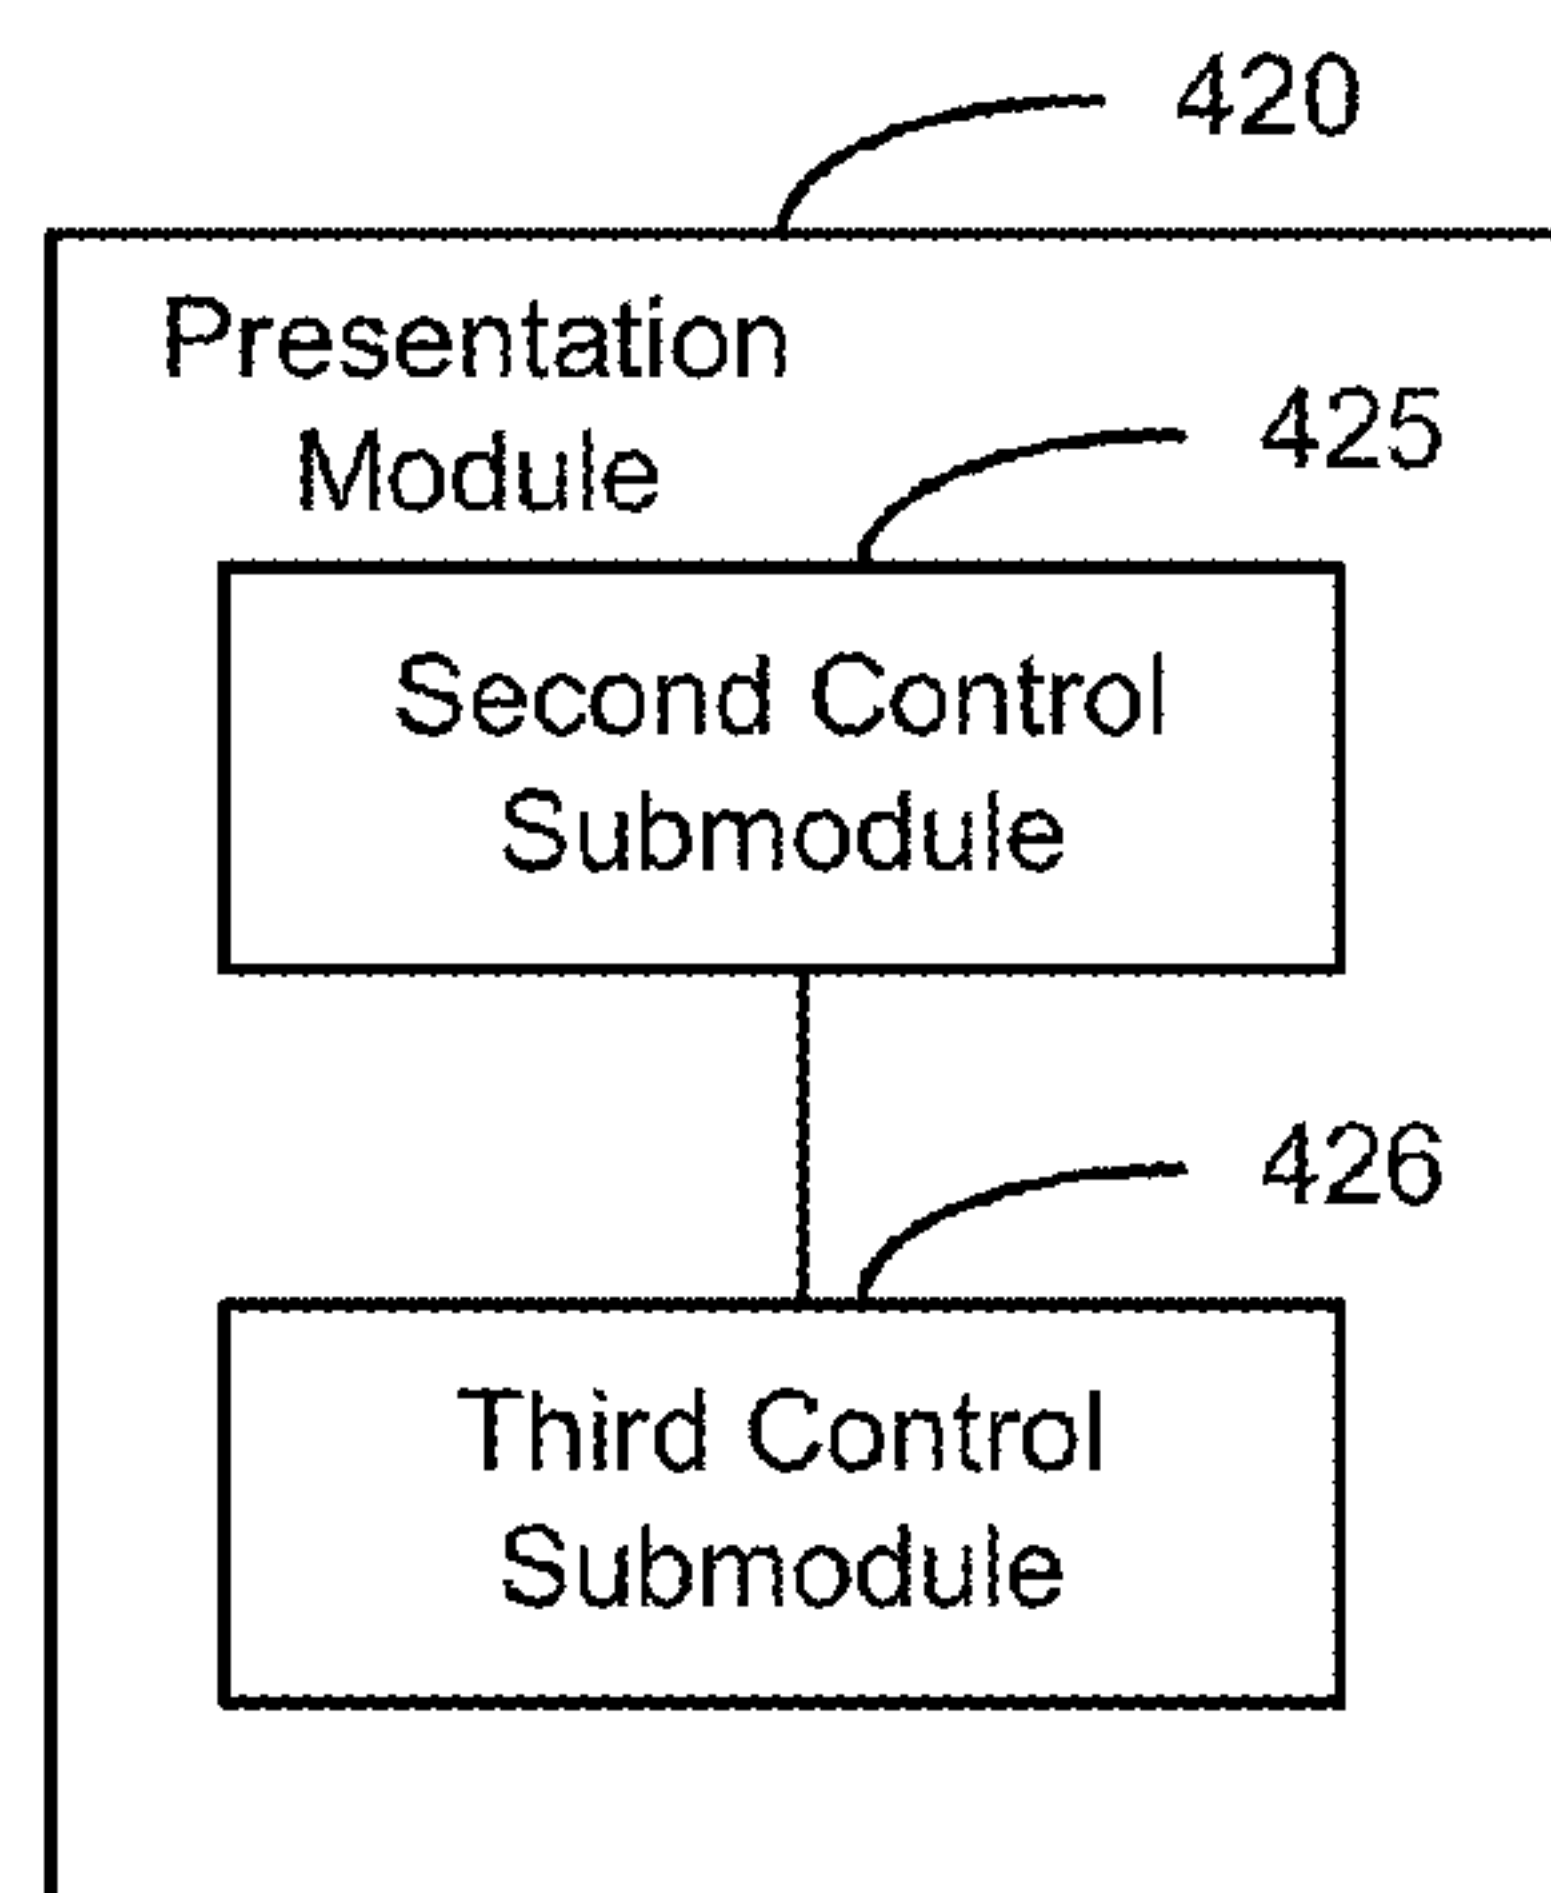 420
Presentation
Module
425
Second Control
Submodule
426
Third Control
Submodule